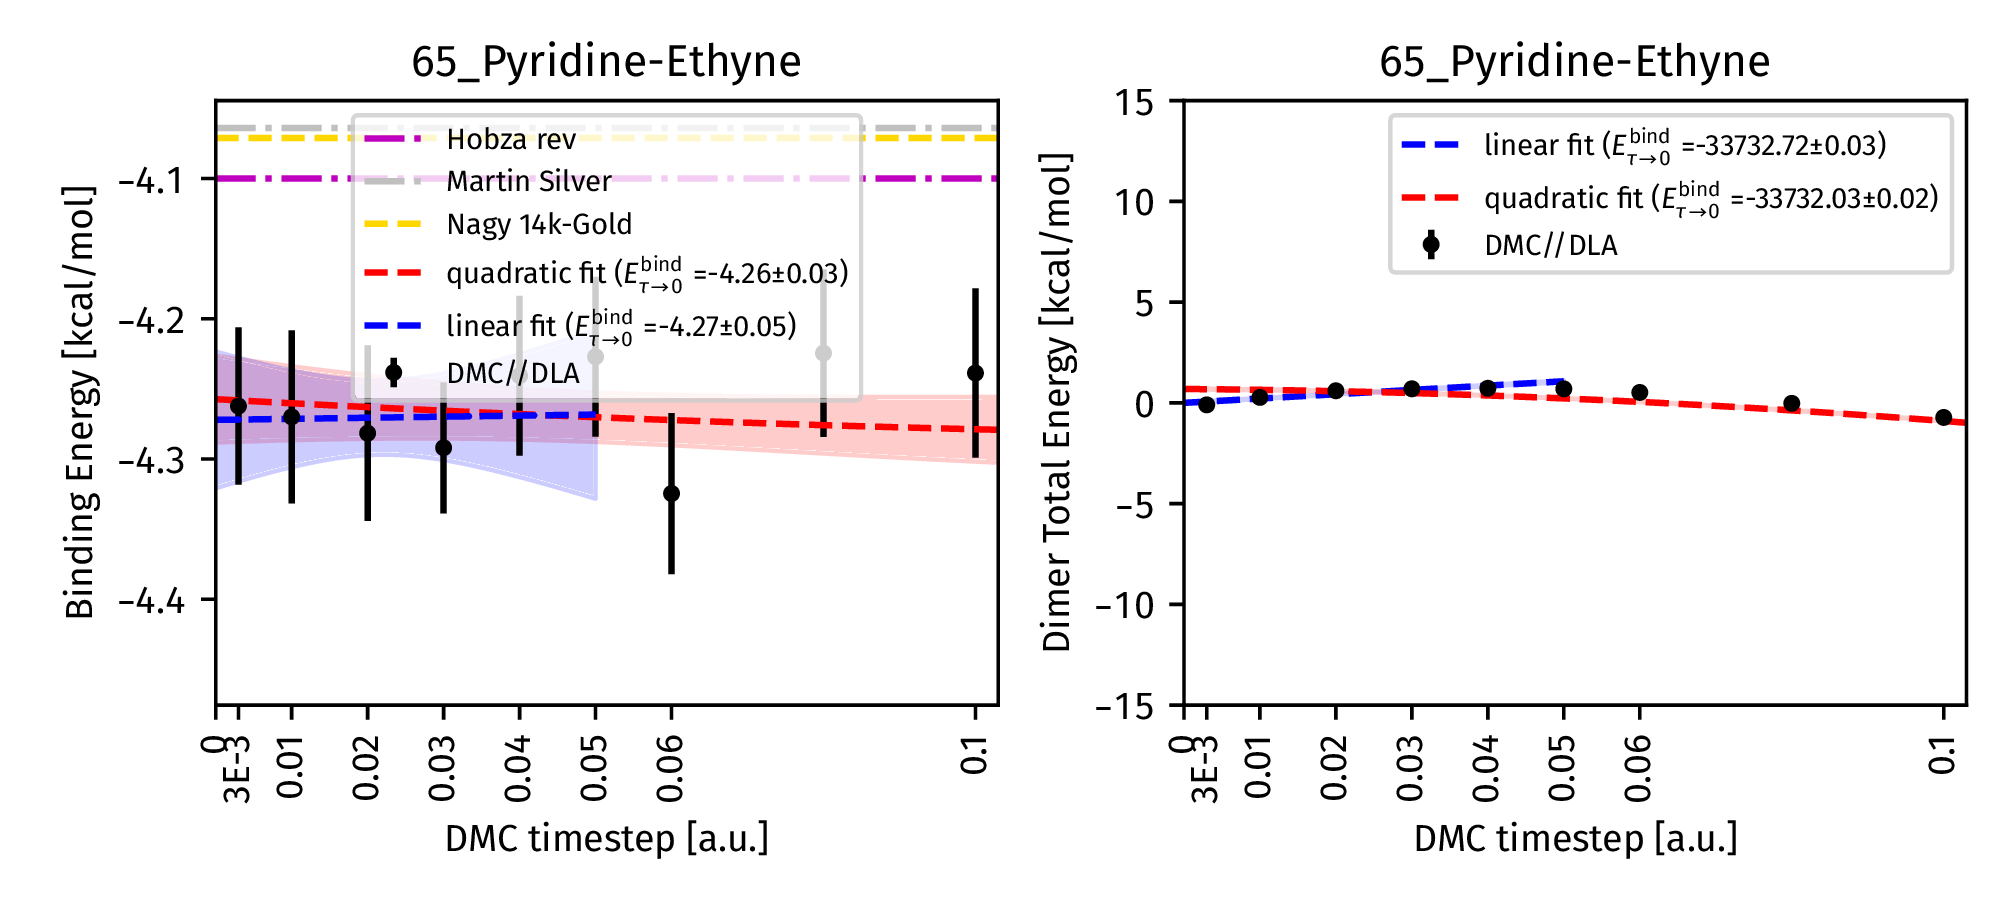 65_Pyridine-Ethyne
Binding Energy [kcal/mol]
−4.1
−4.2
−4.3
−4.4
Hobza rev
Martin Silver
Nagy 14k-Gold
quadratic fit (E^bind_τ→0 =-4.26±0.03)
linear fit (E^bind_τ→0 =-4.27±0.05)
DMC//DLA
0
3E-3
0.01
0.02
0.03
0.04
0.05
0.06
0.1
DMC timestep [a.u.]
65_Pyridine-Ethyne
Dimer Total Energy [kcal/mol]
15
10
5
0
−5
−10
−15
linear fit (E^bind_τ→0 =-33732.72±0.03)
quadratic fit (E^bind_τ→0 =-33732.03±0.02)
DMC//DLA
0
3E-3
0.01
0.02
0.03
0.04
0.05
0.06
0.1
DMC timestep [a.u.]